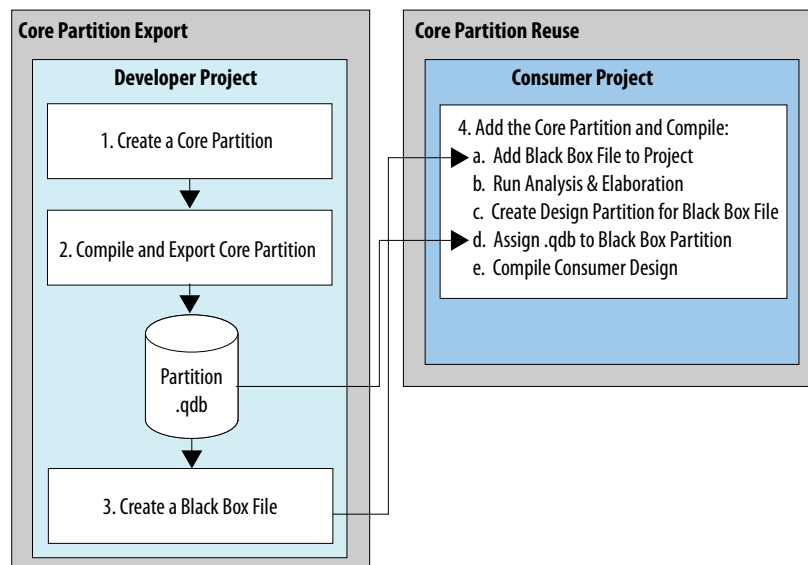 Core Partition Export
Developer Project
1. Create a Core Partition
2. Compile and Export Core Partition
Partition
.qdb
3. Create a Black Box File
Core Partition Reuse
Consumer Project
4. Add the Core Partition and Compile:
a. Add Black Box File to Project
b. Run Analysis & Elaboration
c. Create Design Partition for Black Box File
d. Assign .qdb to Black Box Partition
e. Compile Consumer Design